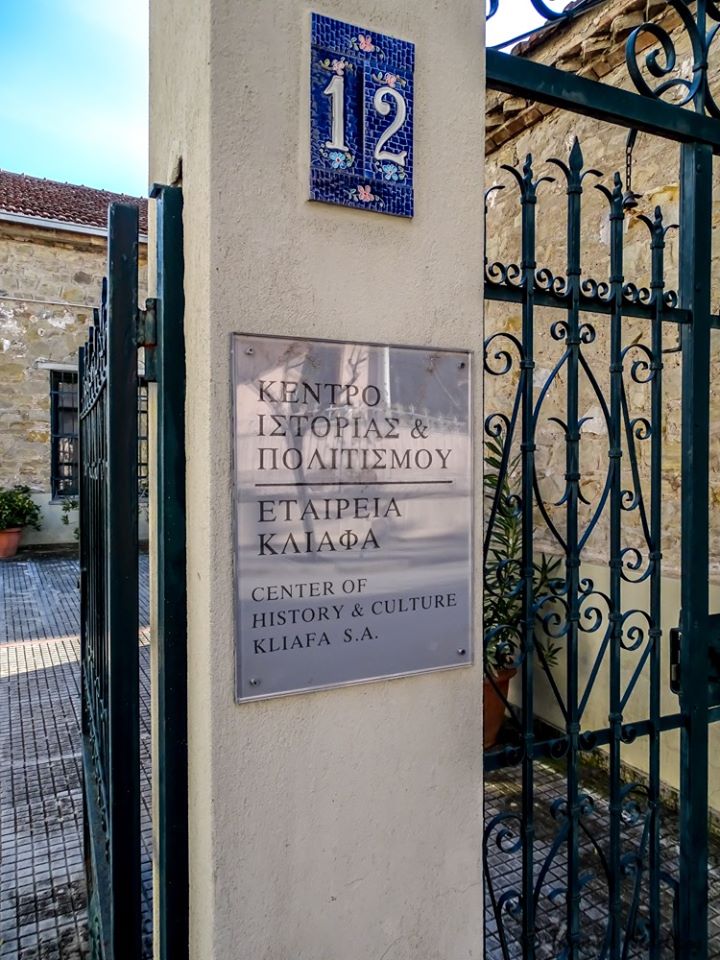 12
ΚΕΝΤΡΟ
ΙΣΤΟΡΙΑΣ &
ΠΟΛΙΤΙΣΜΟΥ
ΕΤΑΙΡΕΙΑ
ΚΛΙΑΦΑ
CENTER OF
HISTORY & CULTURE
KLIAFA S.A.